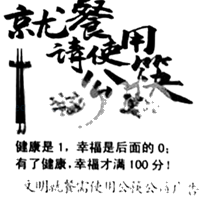 就餐
请使用
公筷
健康是1，幸福是后面的0；
有了健康，幸福才满100分！
文明就餐需使用公筷公益广告